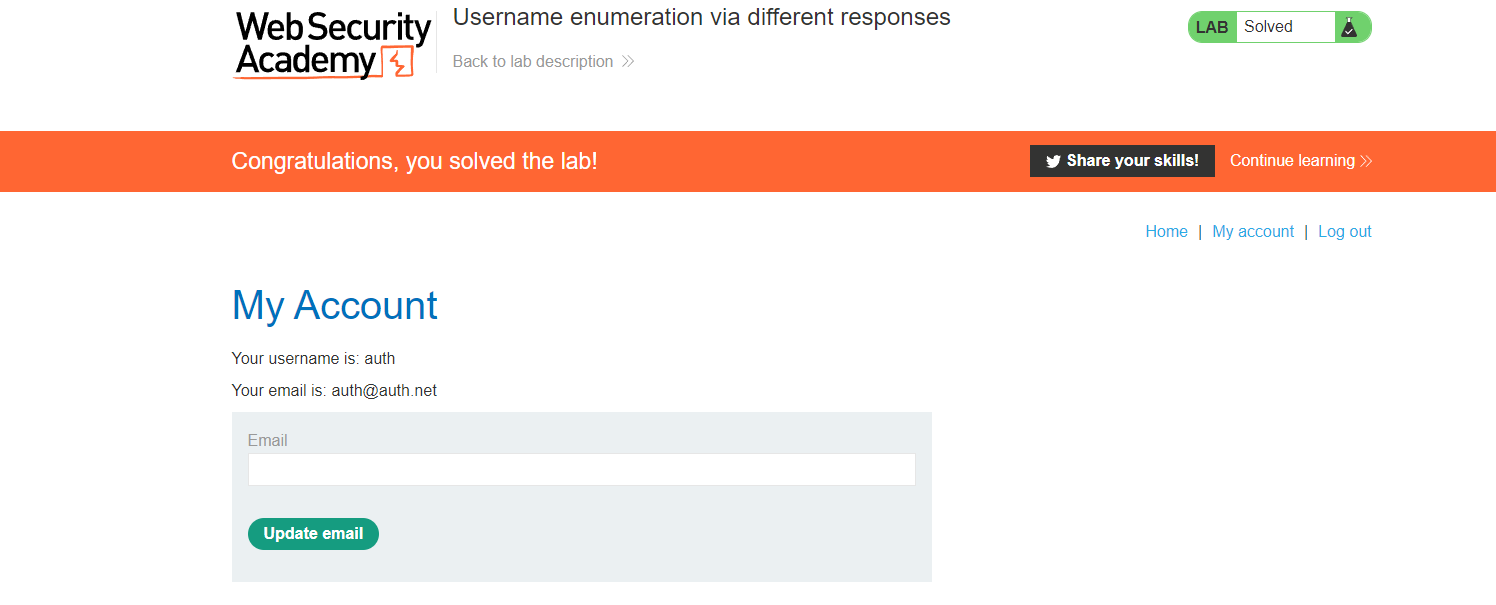 Web Security
Academy
Username enumeration via different responses
Back to lab description
LAB Solved
Congratulations, you solved the lab!
Share your skills! Continue learning
Home | My account | Log out
My Account
Your username is: auth
Your email is: auth@auth.net
Email
Update email